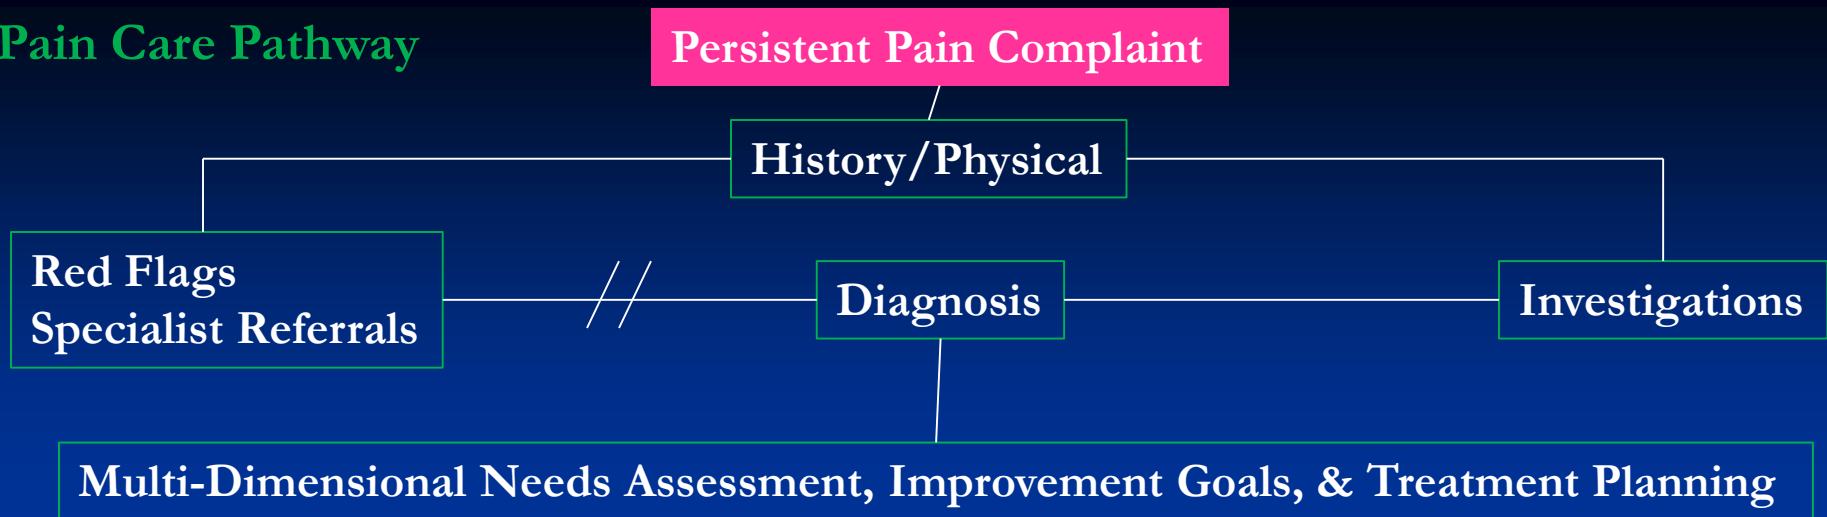 Pain Care Pathway
Persistent Pain Complaint
History/Physical
Red Flags
Specialist Referrals
Diagnosis
Investigations
Multi-Dimensional Needs Assessment, Improvement Goals, & Treatment Planning